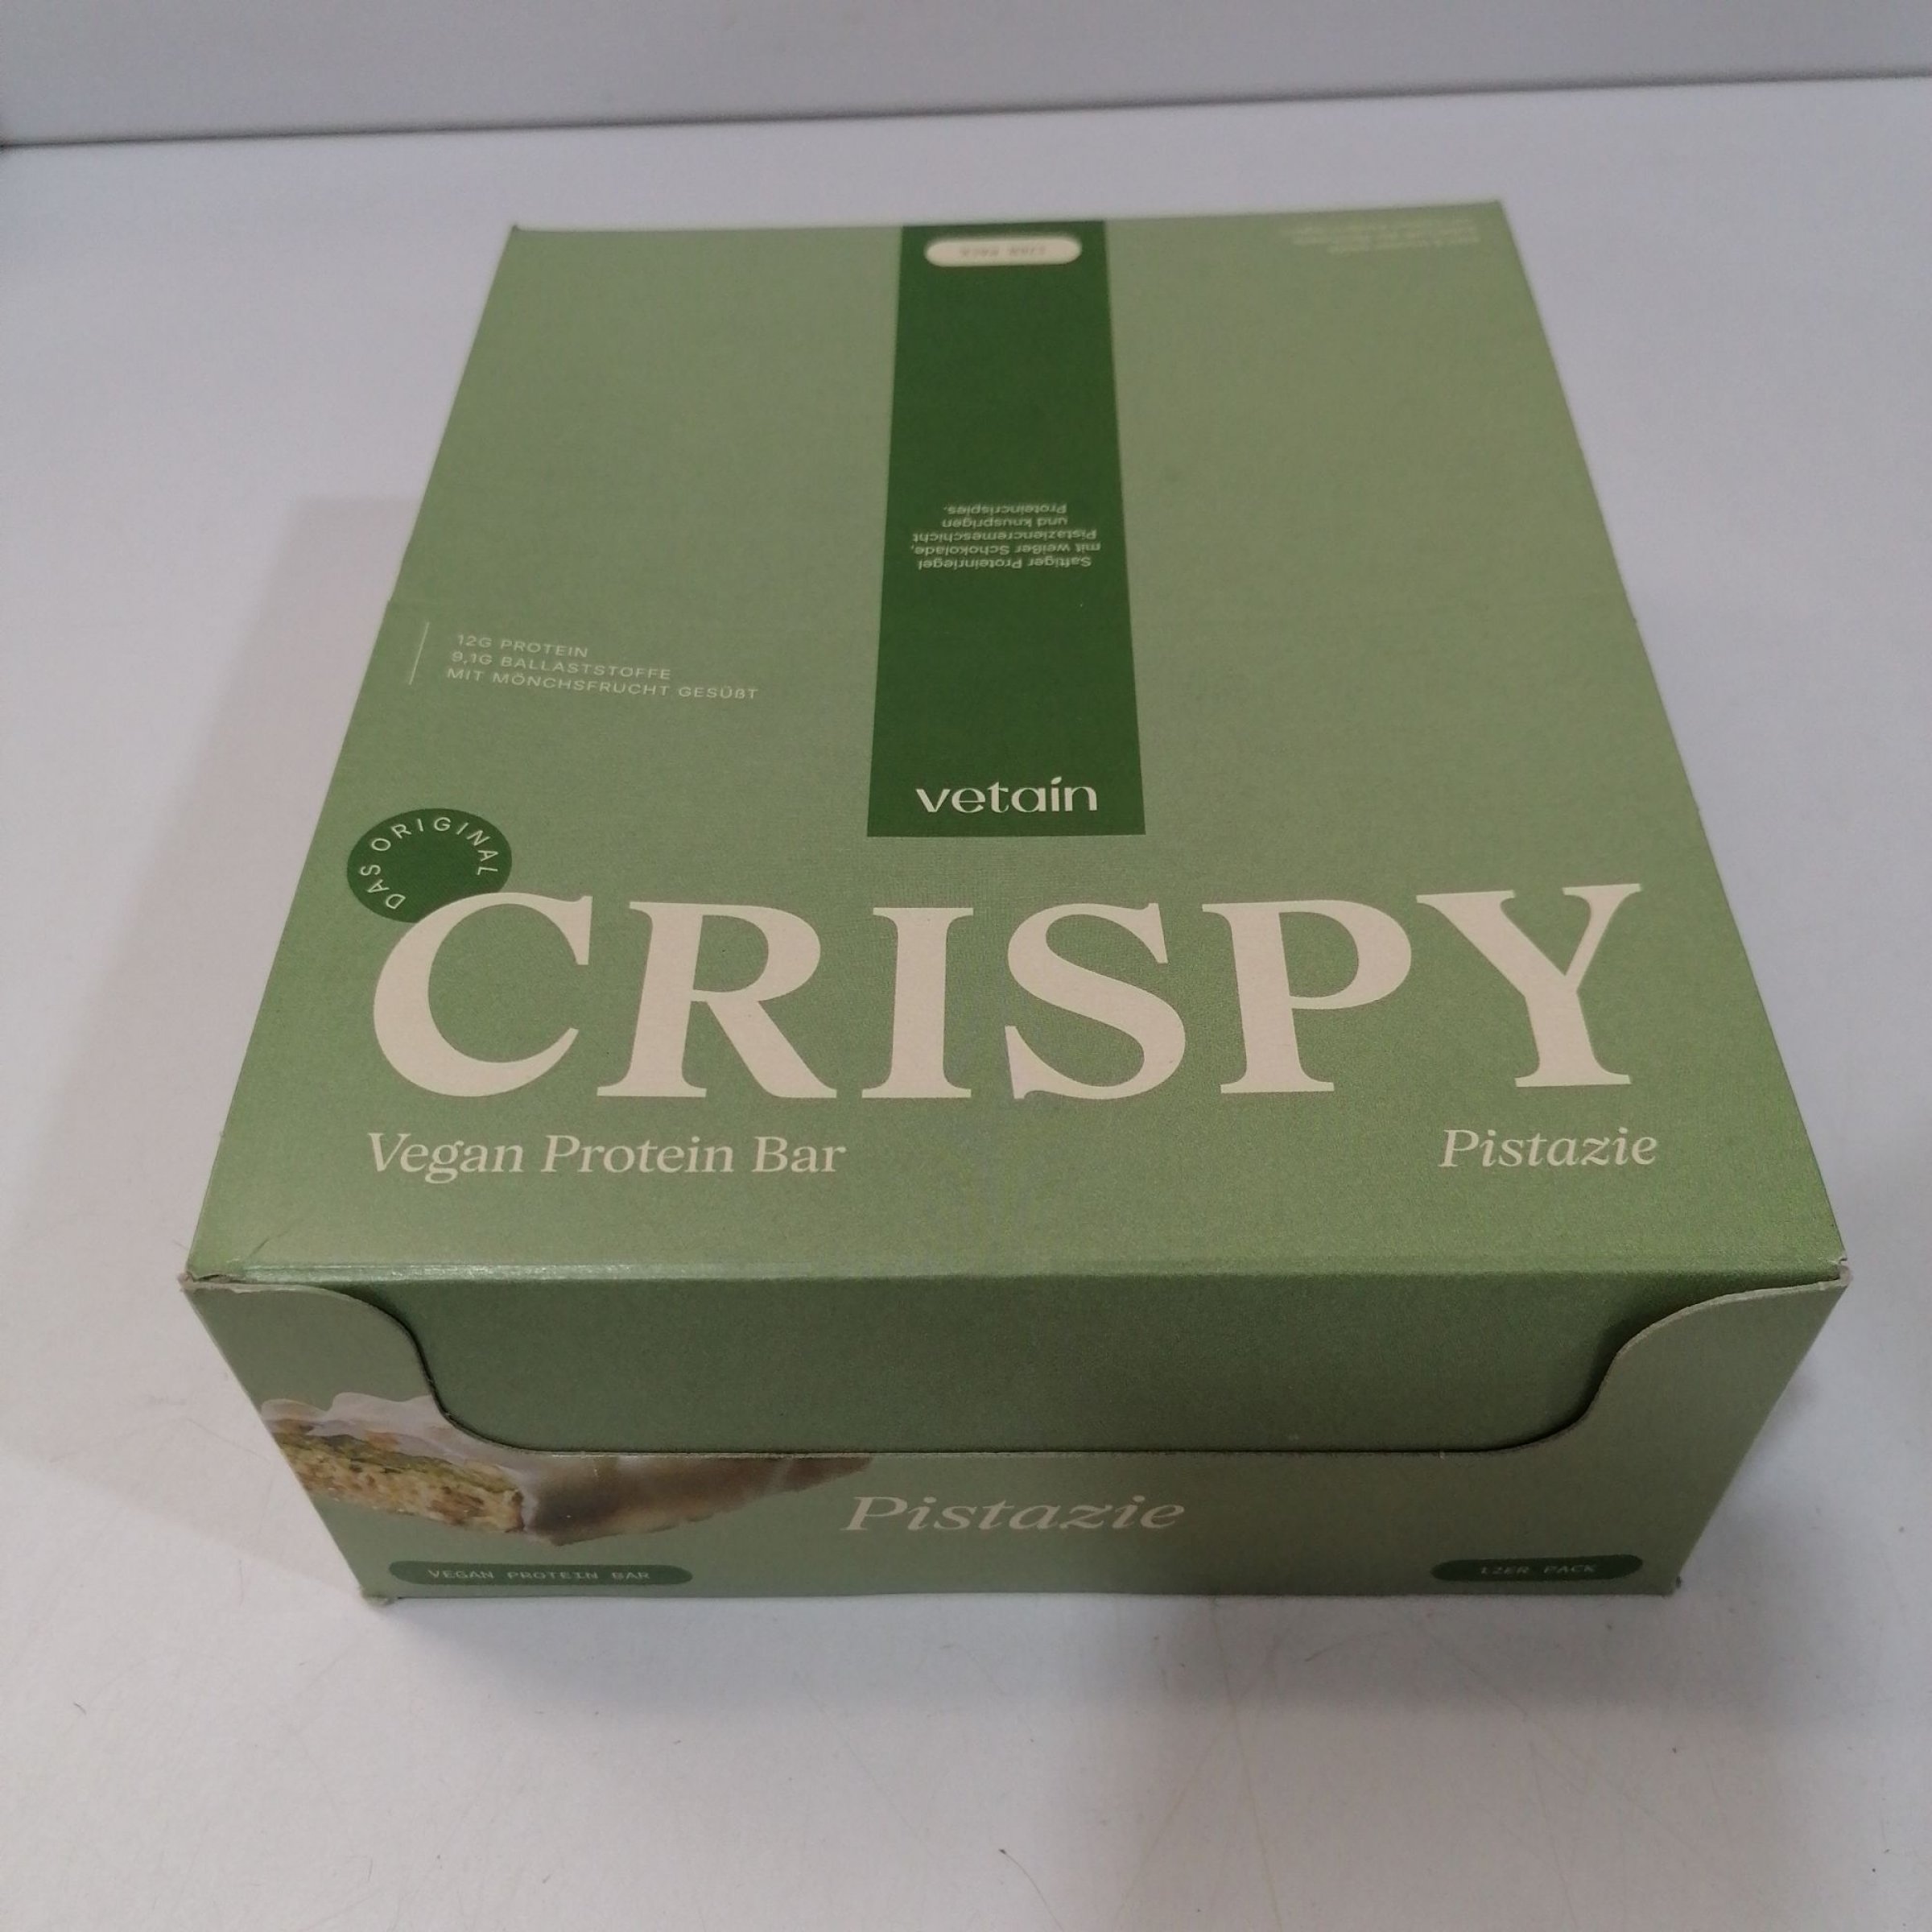 12ER PACK
Saftiger Proteinriegel
mit weißer Schokolade,
Pistaziencremeschicht
und knusprigen
Proteincrispies.
12G PROTEIN
9,1G BALLASTSTOFFE
MIT MÖNCHSFRUCHT GESÜßT
vetain
DAS ORIGINAL
CRISPY
Vegan Protein Bar
Pistazie
Pistazie
VEGAN PROTEIN BAR
12ER PACK